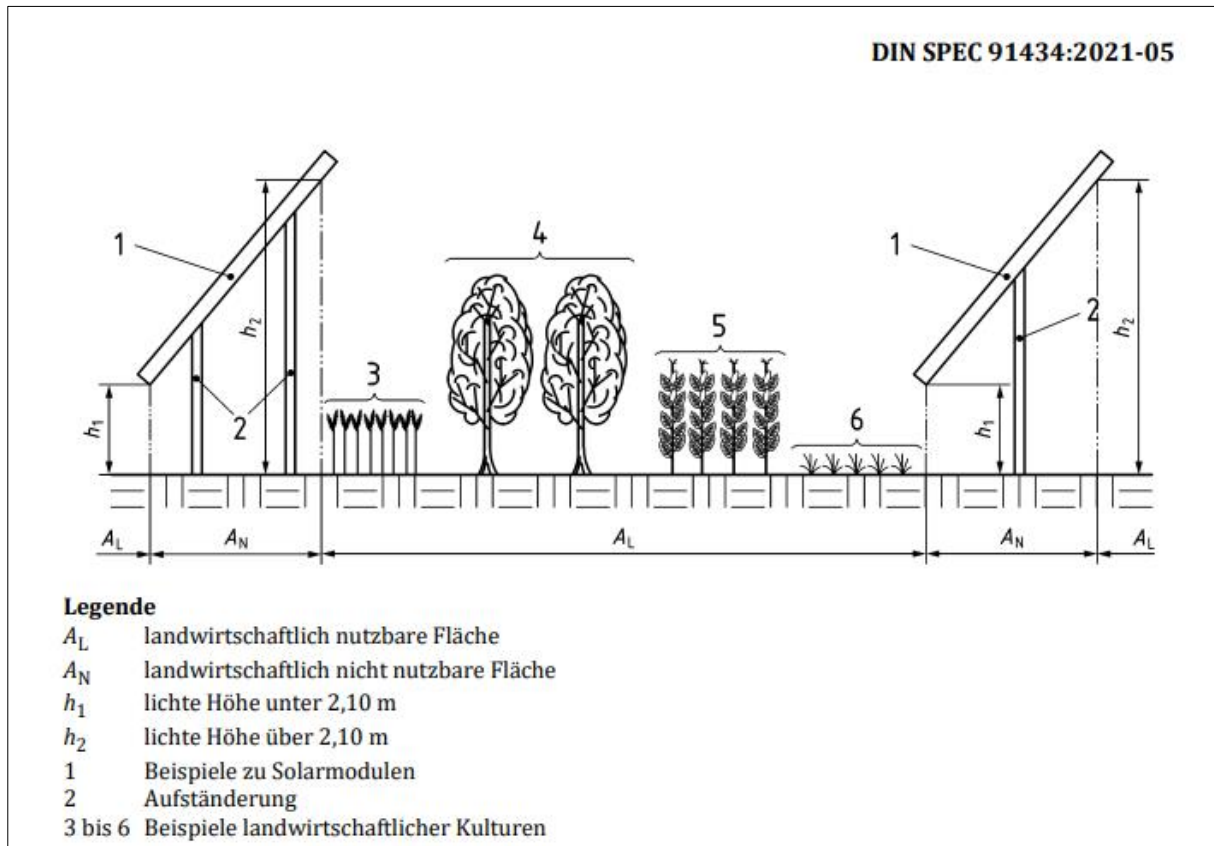 DIN SPEC 91434:2021-05
4
1
1
5
h2
2
h2
3
6
h1
2
h1
AL
AN
AL
AN
AL
Legende
AL landwirtschaftlich nutzbare Fläche
AN landwirtschaftlich nicht nutzbare Fläche
h1 lichte Höhe unter 2,10 m
h2 lichte Höhe über 2,10 m
1 Beispiele zu Solarmodulen
2 Aufständerung
3 bis 6 Beispiele landwirtschaftlicher Kulturen